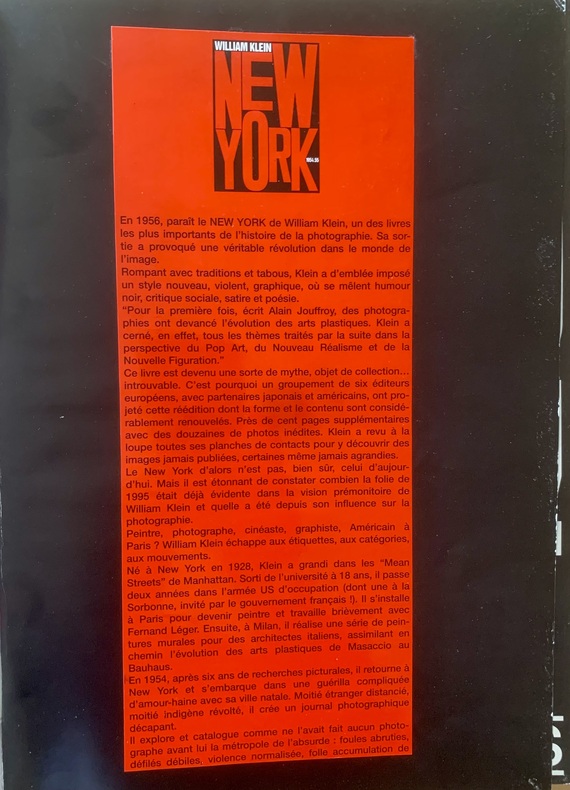 WILLIAM KLEIN
NEW
YORK
1954.55
En 1956, paraît le NEW YORK de William Klein, un des livres
les plus importants de l'histoire de la photographie. Sa sor-
tie a provoqué une véritable révolution dans le monde de
l'image.
Rompant avec traditions et tabous, Klein a d'emblée imposé
un style nouveau, violent, graphique, où se mêlent humour
noir, critique sociale, satire et poésie.
"Pour la première fois, écrit Alain Jouffroy, des photogra-
phies ont devancé l'évolution des arts plastiques. Klein a
cerné, en effet, tous les thèmes traités par la suite dans la
perspective du Pop Art, du Nouveau Réalisme et de la
Nouvelle Figuration."
Ce livre est devenu une sorte de mythe, objet de collection…
introuvable. C'est pourquoi un groupement de six éditeurs
européens, avec partenaires japonais et américains, ont pro-
jeté cette réédition dont la forme et le contenu sont considé-
rablement renouvelés. Près de cent pages supplémentaires
avec des douzaines de photos inédites. Klein a revu à la
loupe toutes ses planches de contacts pour y découvrir des
images jamais publiées, certaines même jamais agrandies.
Le New York d'alors n'est pas, bien sûr, celui d'aujour-
d'hui. Mais il est étonnant de constater combien la folie de
1995 était déjà évidente dans la vision prémonitoire de
William Klein et quelle a été depuis son influence sur la
photographie.
Peintre, photographe, cinéaste, graphiste, Américain à
Paris ? William Klein échappe aux étiquettes, aux catégories,
aux mouvements.
Né à New York en 1928, Klein a grandi dans les "Mean
Streets" de Manhattan. Sorti de l'université à 18 ans, il passe
deux années dans l'armée US d'occupation (dont une à la
Sorbonne, invité par le gouvernement français !). Il s'installe
à Paris pour devenir peintre et travaille brièvement avec
Fernand Léger. Ensuite, à Milan, il réalise une série de pein-
tures murales pour des architectes italiens, assimilant en
chemin l'évolution des arts plastiques de Masaccio au
Bauhaus.
En 1954, après six ans de recherches picturales, il retourne à
New York et s'embarque dans une guérilla compliquée
d'amour-haine avec sa ville natale. Moitié étranger distancié,
moitié indigène révolté, il crée un journal photographique
décapant.
Il explore et catalogue comme ne l'avait fait aucun photo-
graphe avant lui la métropole de l'absurde : foules abruties,
défilés débiles, violence normalisée, folle accumulation de